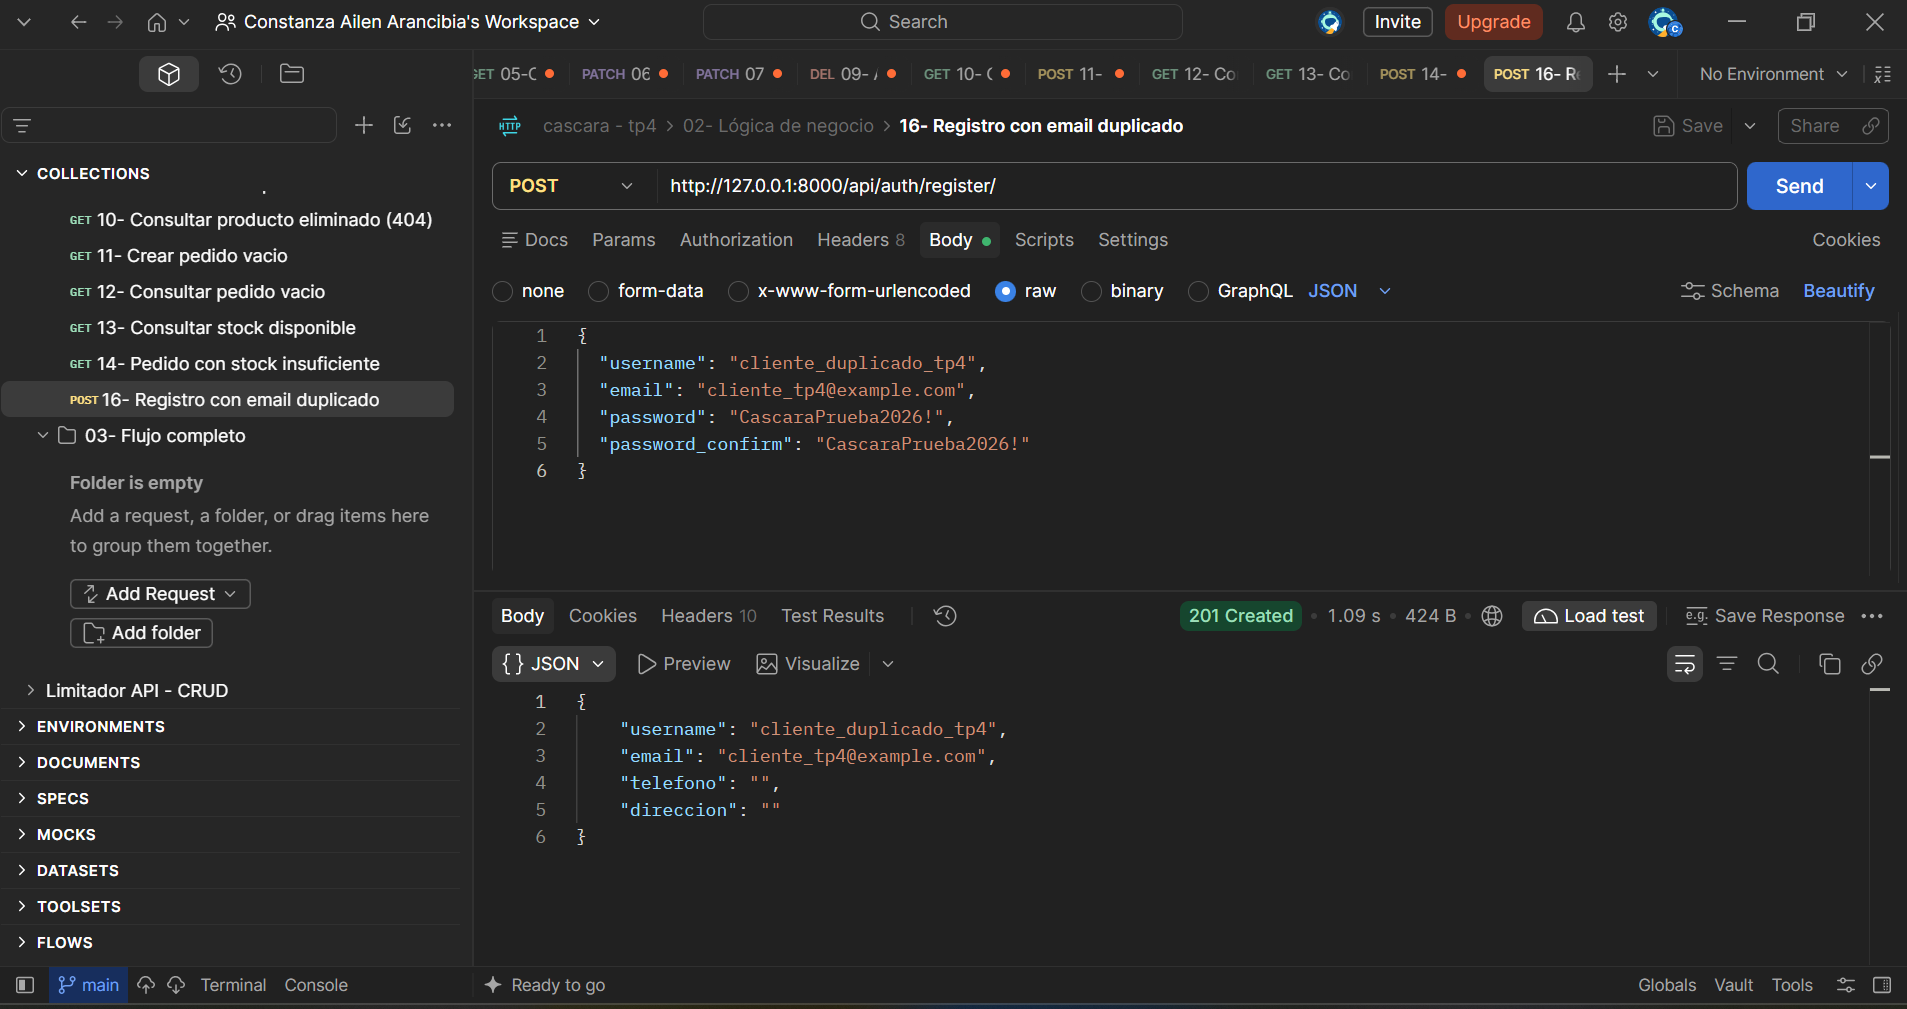 Constanza Ailen Arancibia's Workspace
Search
Invite
Upgrade
GET 05-C
PATCH 06
PATCH 07
DEL 09-
GET 10- C
POST 11-
GET 12- Co
GET 13- Co
POST 14-
POST 16- R
No Environment
cascara - tp4 > 02- Lógica de negocio > 16- Registro con email duplicado
Save
Share
COLLECTIONS
GET 10- Consultar producto eliminado (404)
GET 11- Crear pedido vacio
GET 12- Consultar pedido vacio
GET 13- Consultar stock disponible
GET 14- Pedido con stock insuficiente
POST 16- Registro con email duplicado
03- Flujo completo
Folder is empty
Add a request, a folder, or drag items here
to group them together.
Add Request
Add folder
Limitador API - CRUD
ENVIRONMENTS
DOCUMENTS
SPECS
MOCKS
DATASETS
TOOLSETS
FLOWS
POST
http://127.0.0.1:8000/api/auth/register/
Send
Docs
Params
Authorization
Headers 8
Body
Scripts
Settings
Cookies
none
form-data
x-www-form-urlencoded
raw
binary
GraphQL
JSON
Schema
Beautify
1 {
2 "username": "cliente_duplicado_tp4",
3 "email": "cliente_tp4@example.com",
4 "password": "CascaraPrueba2026!",
5 "password_confirm": "CascaraPrueba2026!"
6 }
Body
Cookies
Headers 10
Test Results
201 Created
1.09 s
424 B
Load test
e.g. Save Response
{} JSON
Preview
Visualize
1 {
2 "username": "cliente_duplicado_tp4",
3 "email": "cliente_tp4@example.com",
4 "telefono": "",
5 "direccion": ""
6 }
main
Terminal
Console
Ready to go
Globals
Vault
Tools